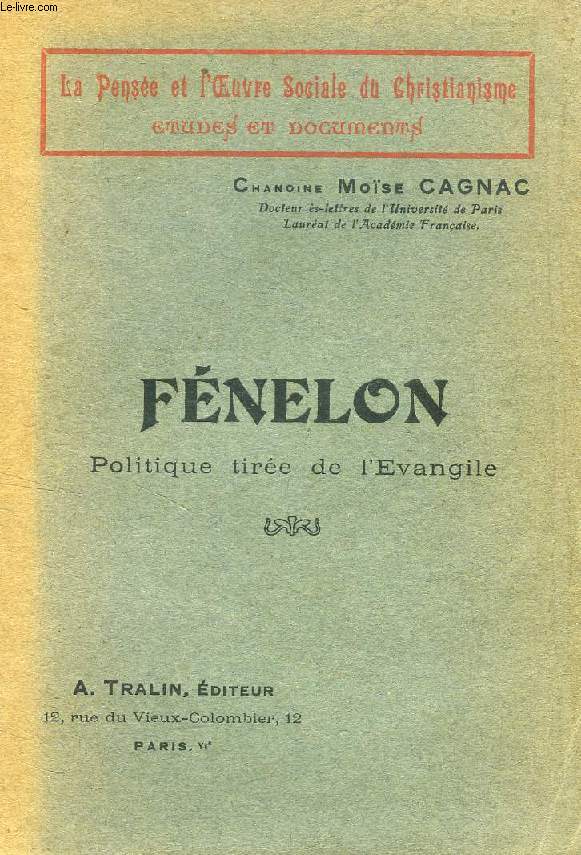 Le-livre.com
La Pensée et l'Œuvre Sociale du Christianisme
ETUDES ET DOCUMENTS
CHANOINE MOÏSE CAGNAC
Docteur ès-lettres de l'Université de Paris
Lauréat de l'Académie Française.
FÉNELON
Politique tirée de l'Evangile
A. TRALIN, ÉDITEUR
12, rue du Vieux-Colombier, 12
PARIS, VIᵉ